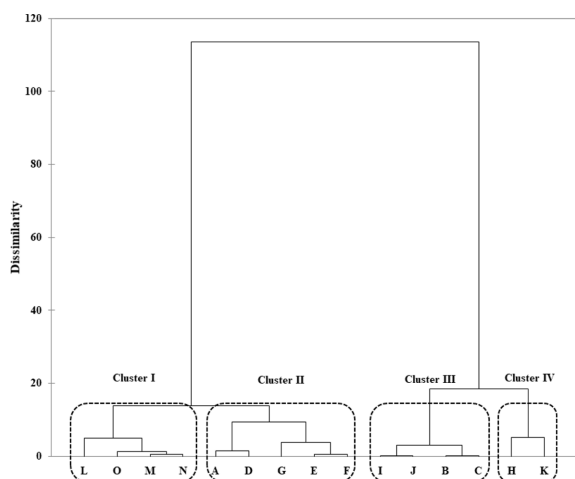 120
100
80
60
40
20
0
Dissimilarity
Cluster I
Cluster II
Cluster III
Cluster IV
L O M N A D G E F I J B C H K